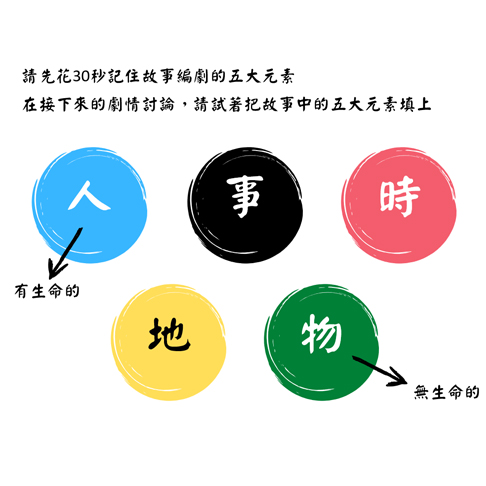 請先花30秒記住故事編劇的五大元素
在接下來的劇情討論，請試著把故事中的五大元素填上
人
事
時
有生命的
地
物
無生命的